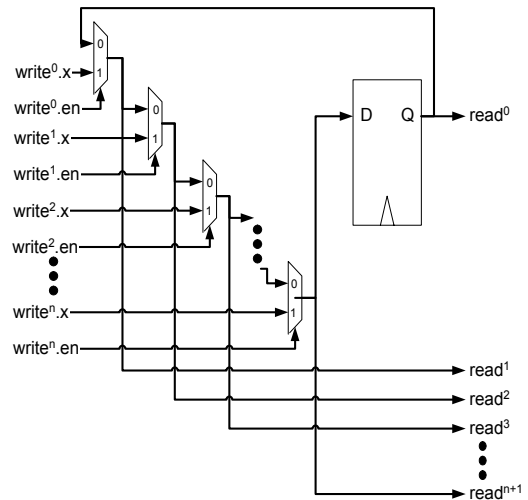 0
write⁰.x
1
write⁰.en
0
D Q
read⁰
write¹.x
1
write¹.en
0
write².x
1
write².en
0
writeⁿ.x
1
writeⁿ.en
read¹
read²
read³
readⁿ⁺¹